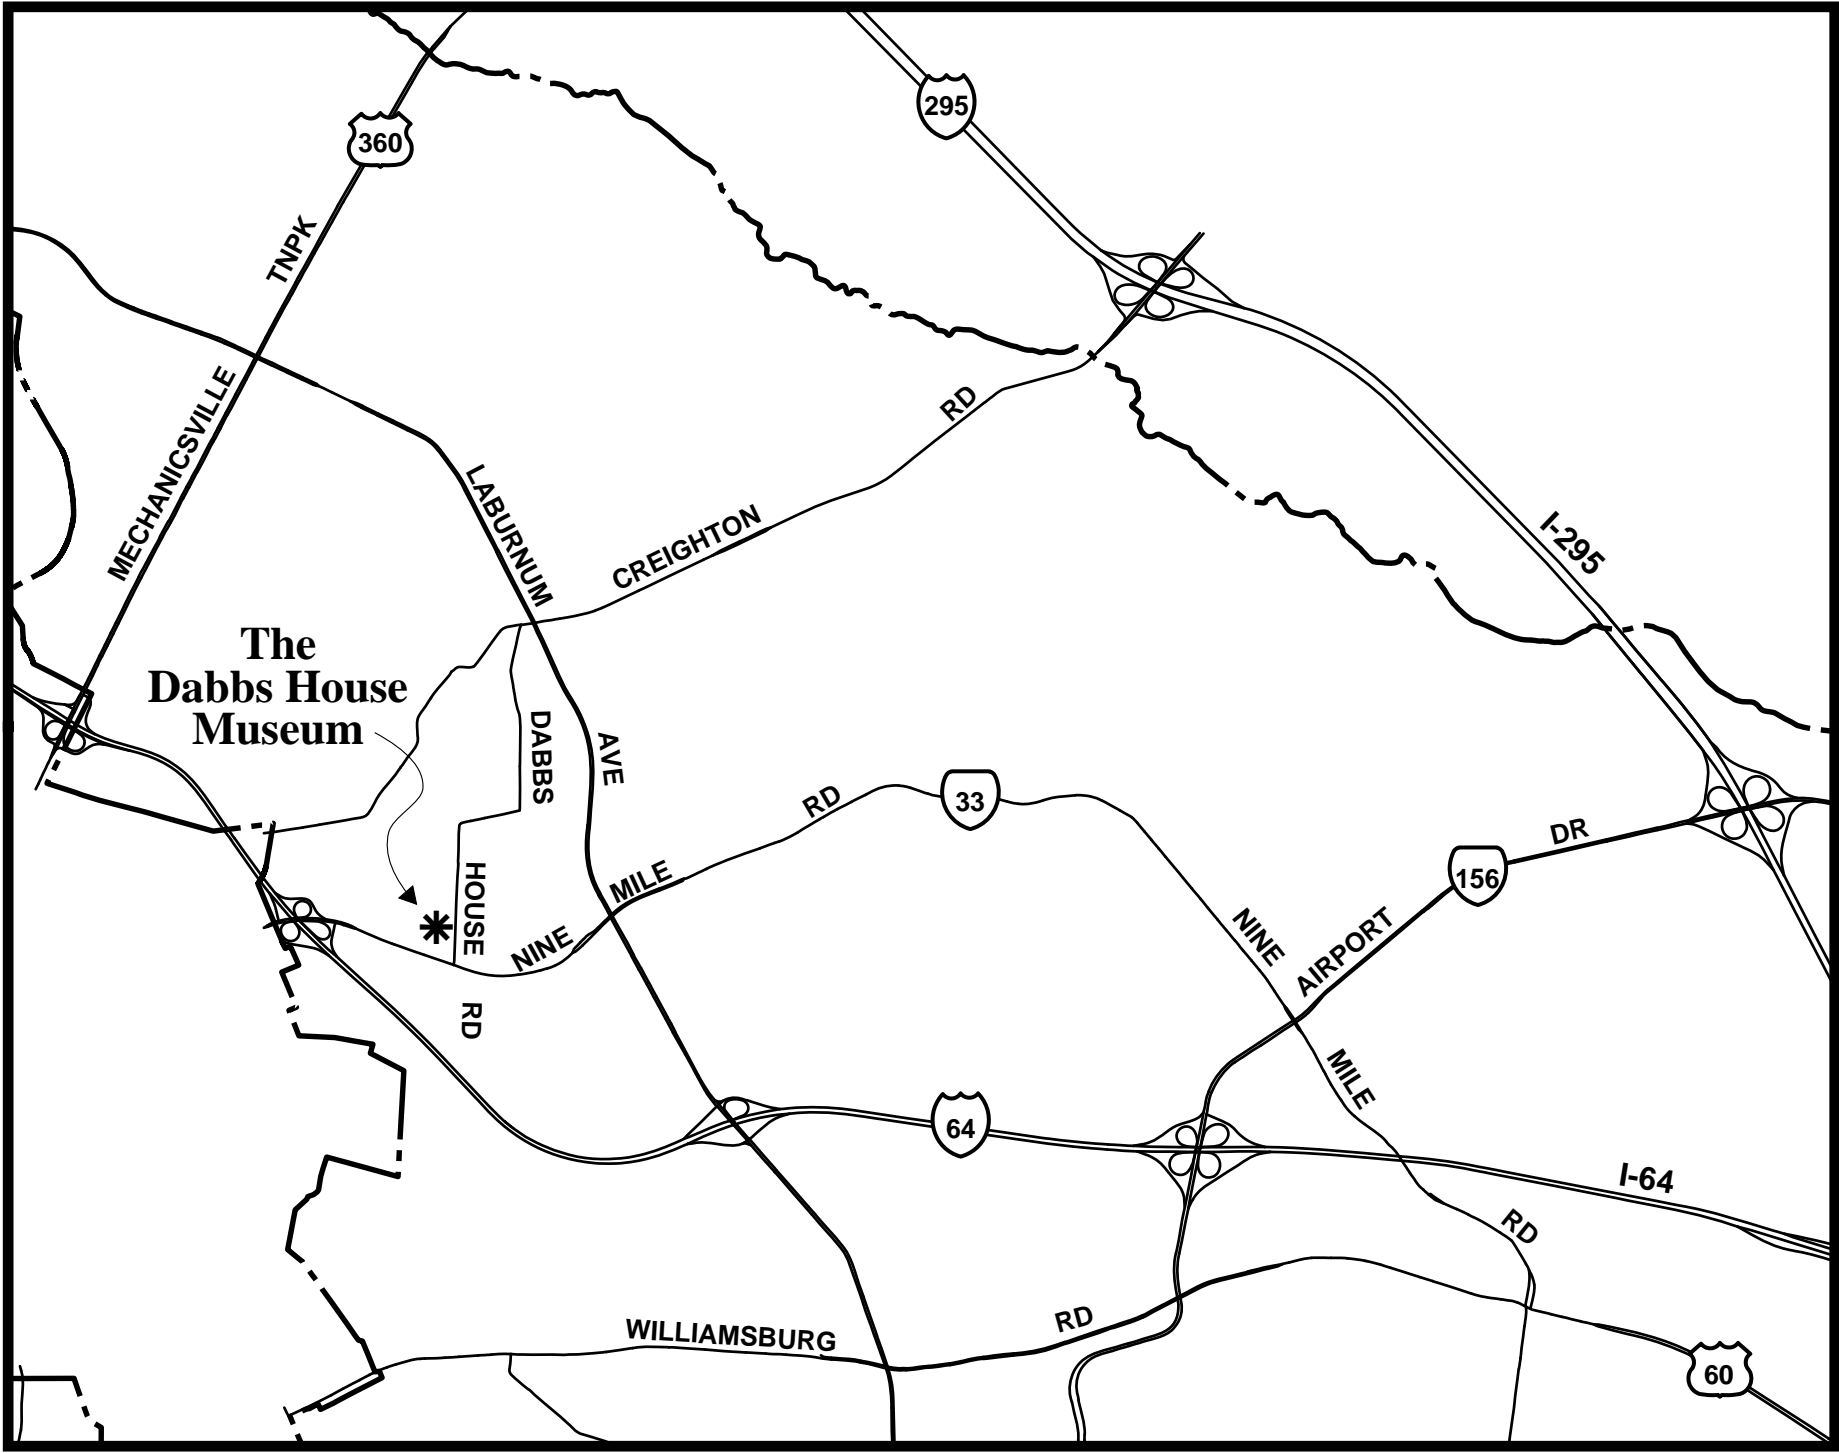 295
360
TNPK
MECHANICSVILLE
RD
LABURNUM
CREIGHTON
I-295
The
Dabbs House
Museum
DABBS
AVE
RD
33
MILE
DR
156
HOUSE
NINE
NINE
AIRPORT
RD
MILE
64
I-64
RD
WILLIAMSBURG
RD
60